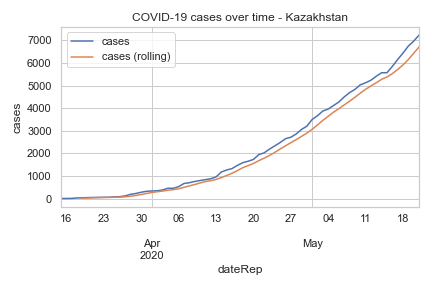 COVID-19 cases over time - Kazakhstan
cases
cases (rolling)
7000
6000
5000
4000
3000
2000
1000
0
cases
16 23 30 06 13 20 27 04 11 18
Apr May
2020
dateRep